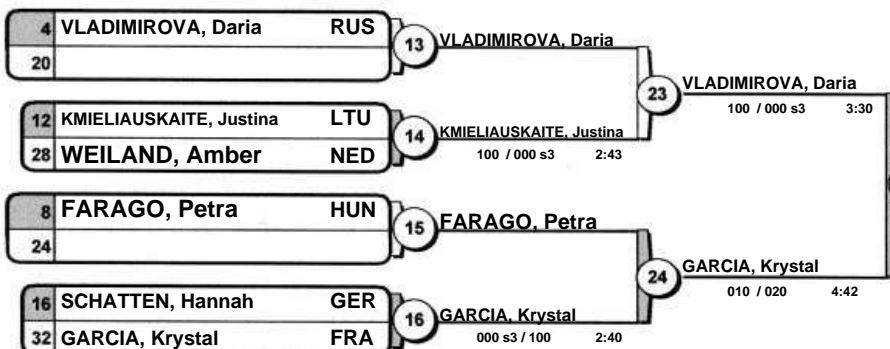 4 VLADIMIROVA, Daria RUS
20
13
VLADIMIROVA, Daria
12 KMIELIAUSKAITE, Justina LTU
28 WEILAND, Amber NED
14
KMIELIAUSKAITE, Justina
100 / 000 s3 2:43
23
VLADIMIROVA, Daria
100 / 000 s3 3:30
8 FARAGO, Petra HUN
24
15
FARAGO, Petra
16 SCHATTEN, Hannah GER
32 GARCIA, Krystal FRA
16
GARCIA, Krystal
000 s3 / 100 2:40
24
GARCIA, Krystal
010 / 020 4:42